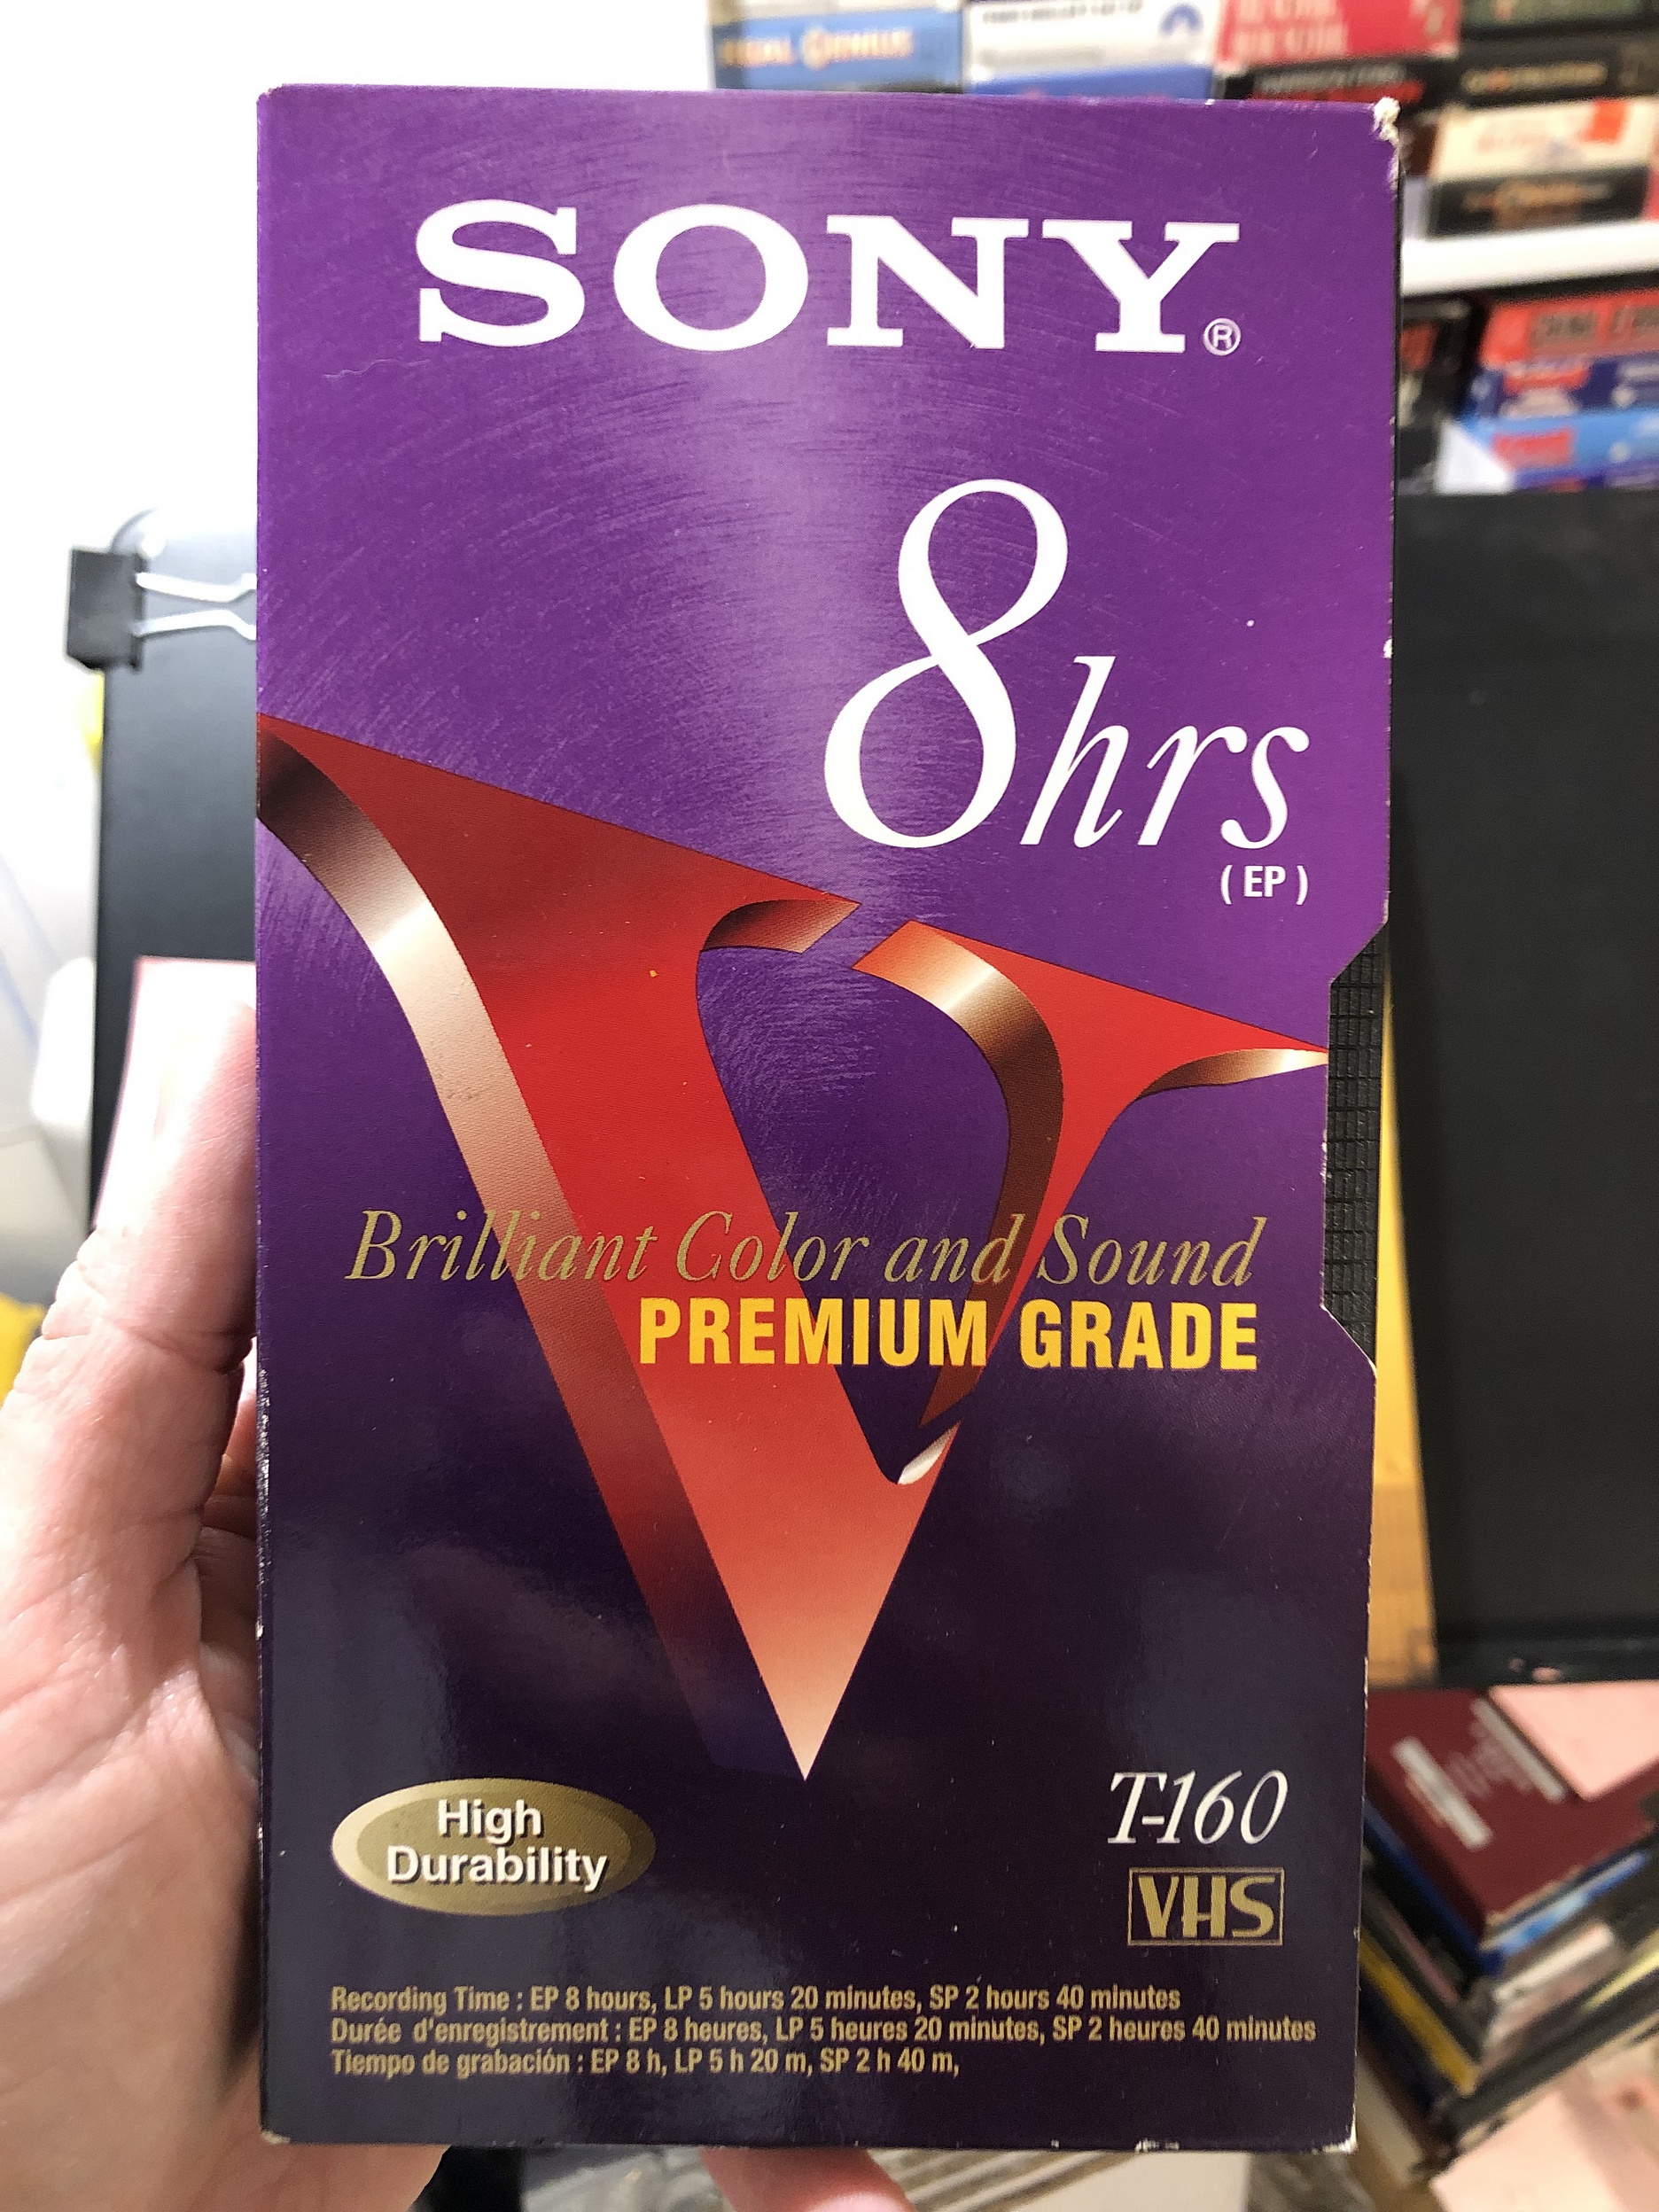 SONY®
8hrs
( EP )
Brilliant Color and Sound
PREMIUM GRADE
High
Durability
T-160
VHS
Recording Time : EP 8 hours, LP 5 hours 20 minutes, SP 2 hours 40 minutes
Durée d'enregistrement : EP 8 heures, LP 5 heures 20 minutes, SP 2 heures 40 minutes
Tiempo de grabación : EP 8 h, LP 5 h 20 m, SP 2 h 40 m,